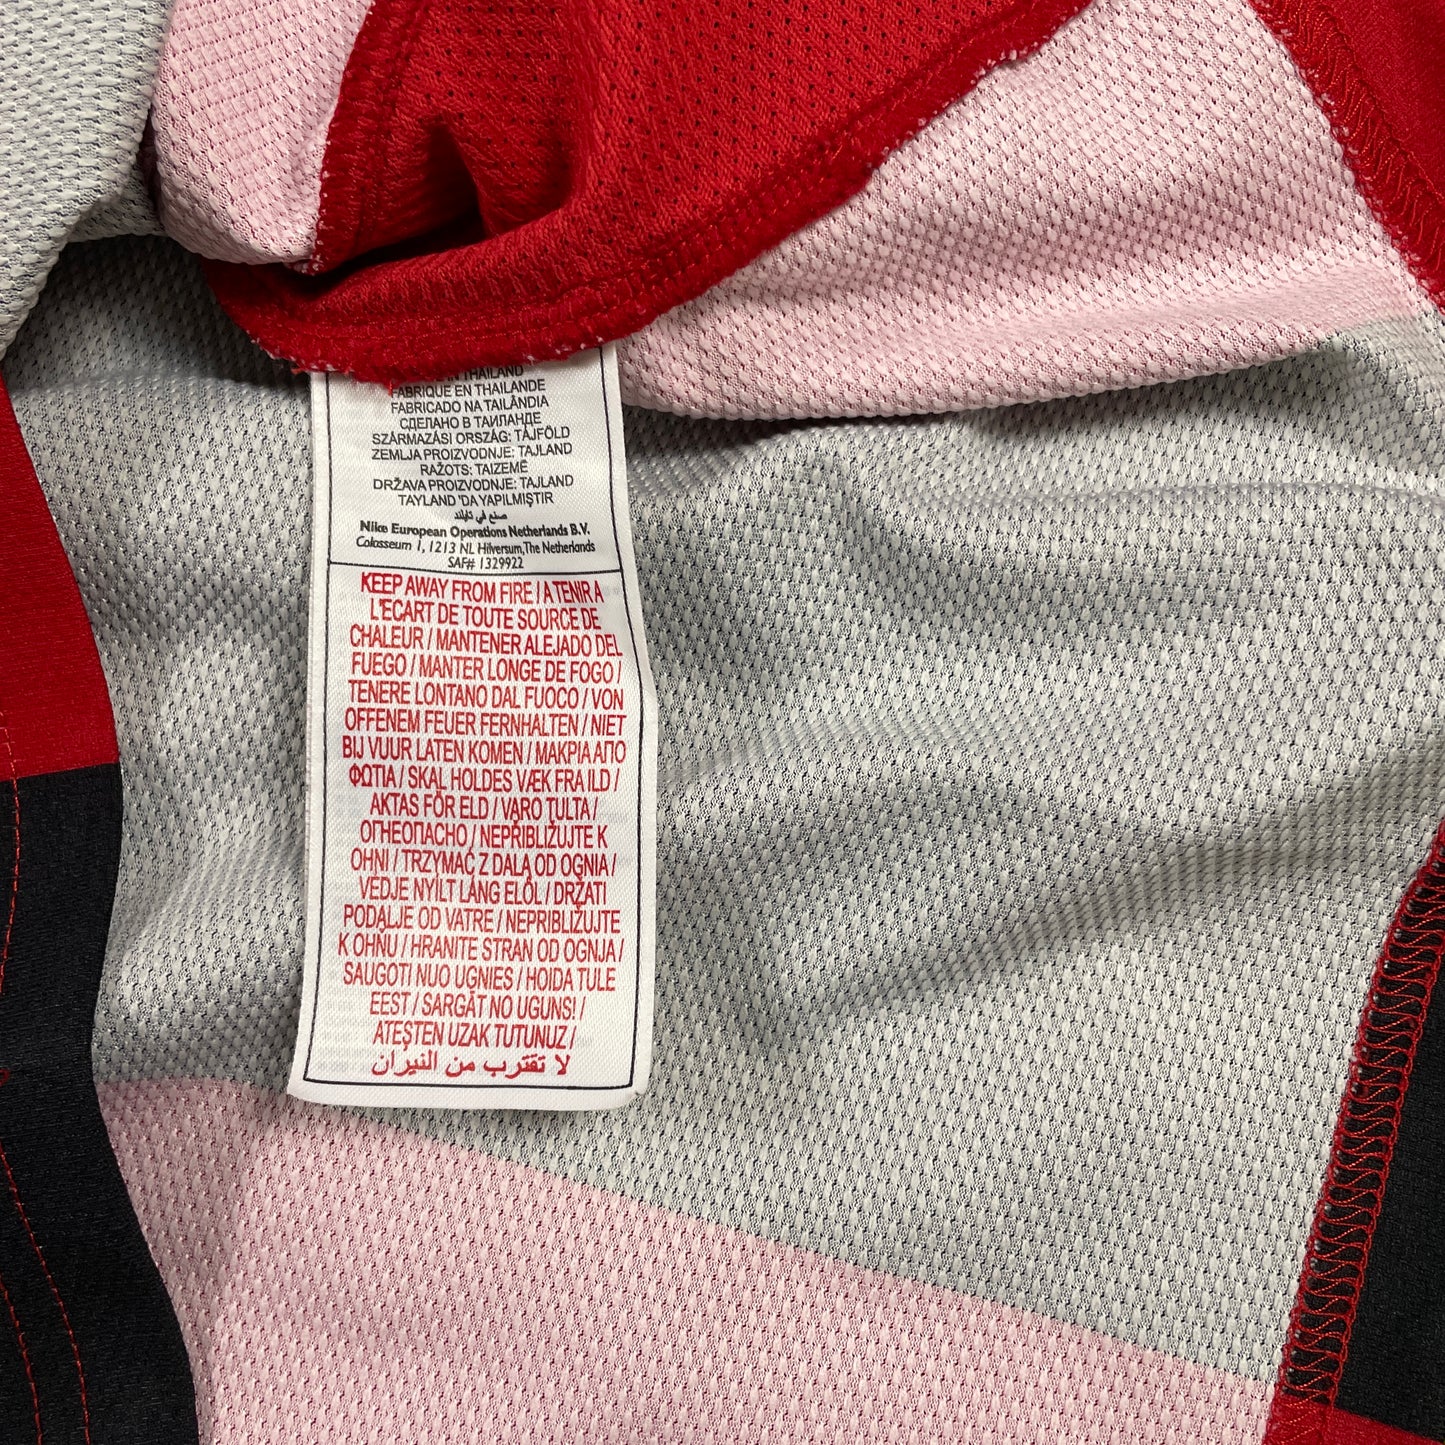 IN THAILAND
FABRIQUE EN THAILANDE
FABRICADO NA TAILÂNDIA
СДЕЛАНО В ТАИЛАНДЕ
SZÁRMAZÁSI ORSZÁG: TÁJFÖLD
ZEMLJA PROIZVODNJE: TAJLAND
RAŽOTS: TAIZEMĒ
DRŽAVA PROIZVODNJE: TAJLAND
TAYLAND 'DA YAPILMIŞTIR
صنع في تايلند
Nike European Operations Netherlands B.V.
Colosseum 1, 1213 NL Hilversum, The Netherlands
SAF# 1329922
KEEP AWAY FROM FIRE / A TENIR A
L'ECART DE TOUTE SOURCE DE
CHALEUR / MANTENER ALEJADO DEL
FUEGO / MANTER LONGE DE FOGO /
TENERE LONTANO DAL FUOCO / VON
OFFENEM FEUER FERNHALTEN / NIET
BIJ VUUR LATEN KOMEN / ΜΑΚΡΙΑ ΑΠΟ
ΦΩΤΙΑ / SKAL HOLDES VÆK FRA ILD /
AKTAS FÖR ELD / VARO TULTA /
ОГНЕОПАСНО / NEPŘIBLIŽUJTE K
OHNI / TRZYMAĆ Z DALA OD OGNIA /
VEDJE NYÍLT LÁNG ELŐL / DRŽATI
PODALJE OD VATRE / NEPRIBLIŽUJTE
K OHŇU / HRANITE STRAN OD OGNJA /
SAUGOTI NUO UGNIES / HOIDA TULE
EEST / SARGĀT NO UGUNS! /
ATEŞTEN UZAK TUTUNUZ /
لا تقترب من النيران